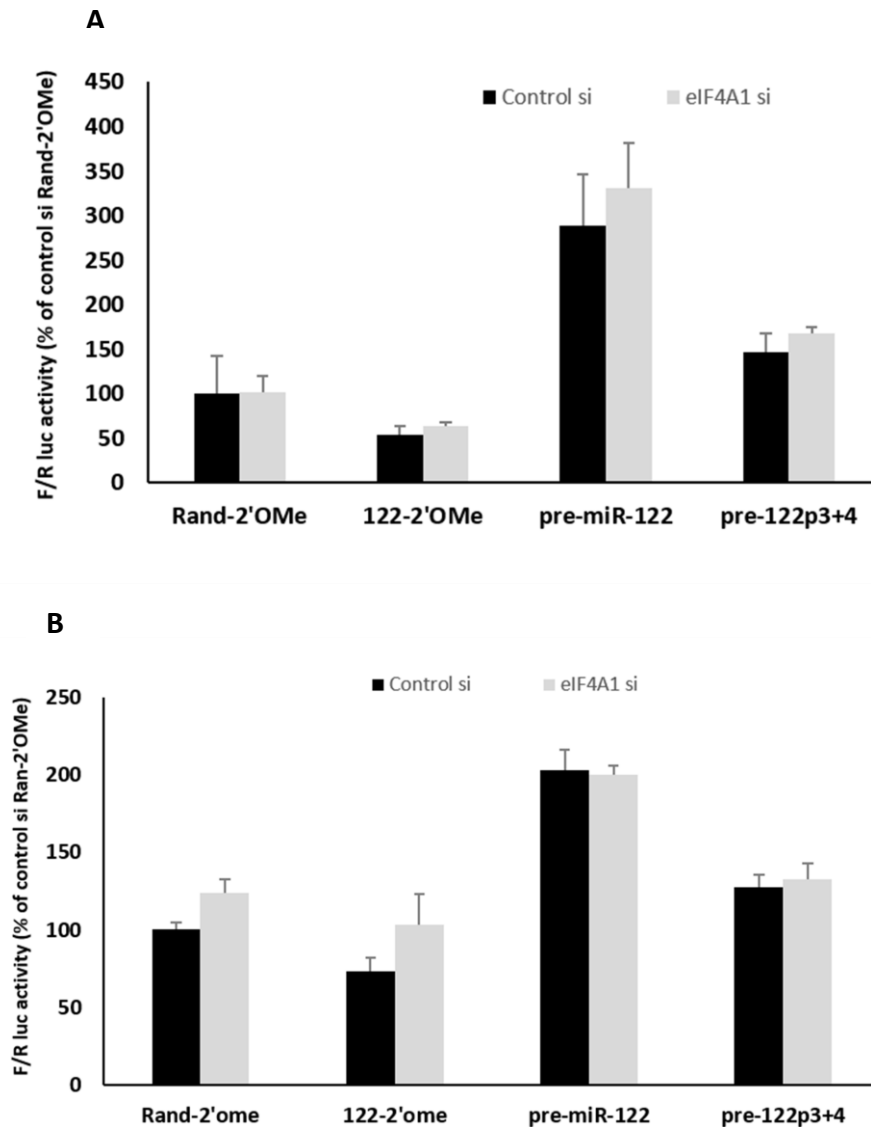 A
F/R luc activity (% of control si Rand-2'OMe)
450
400
350
300
250
200
150
100
50
0
Control si
eIF4A1 si
Rand-2'OMe
122-2'OMe
pre-miR-122
pre-122p3+4
B
F/R luc activity (% of control si Ran-2'OMe)
250
200
150
100
50
0
Control si
eIF4A1 si
Rand-2'ome
122-2'ome
pre-miR-122
pre-122p3+4